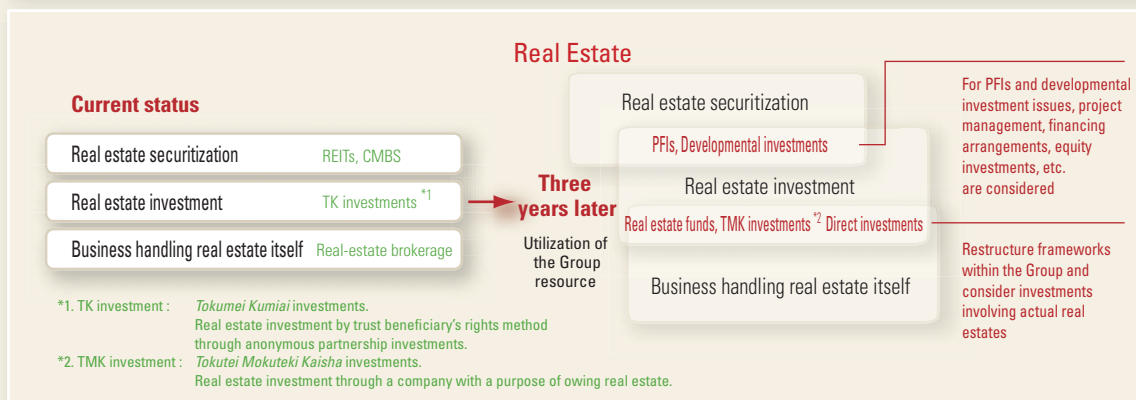 Real Estate
Current status
Real estate securitization REITs, CMBS
Real estate investment TK investments *1
Business handling real estate itself Real-estate brokerage
Three
years later
Utilization of
the Group
resource
Real estate securitization
PFIs, Developmental investments
Real estate investment
Real estate funds, TMK investments *2 Direct investments
Business handling real estate itself
For PFIs and developmental
investment issues, project
management, financing
arrangements, equity
investments, etc.
are considered
Restructure frameworks
within the Group and
consider investments
involving actual real
estates
*1. TK investment : Tokumei Kumiai investments.
Real estate investment by trust beneficiary's rights method
through anonymous partnership investments.
*2. TMK investment : Tokutei Mokuteki Kaisha investments.
Real estate investment through a company with a purpose of owing real estate.